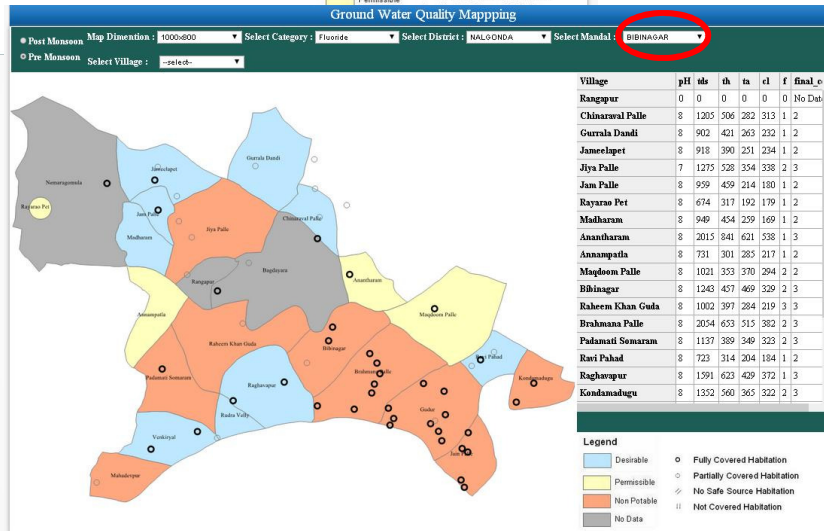 Permissible
Ground Water Quality Mappping
Post Monsoon Map Dimention : 1000x800 Select Category : Fluoride Select District : NALGONDA Select Mandal : BIBINAGAR
Pre Monsoon Select Village : --select--
Village pH tds th ta cl f final_c
Rangapur 0 0 0 0 0 0 No Dat
Chinaraval Palle 8 1205 506 282 313 1 2
Gurrala Dandi 8 902 421 263 232 1 2
Jameelapet 8 918 390 251 234 1 2
Jiya Palle 7 1275 528 354 338 2 3
Jam Palle 8 959 459 214 180 1 2
Rayarao Pet 8 674 317 192 179 1 2
Madharam 8 949 454 259 169 1 2
Anantharam 8 2015 841 621 538 1 3
Annampatla 8 731 301 285 217 1 2
Maqdoom Palle 8 1021 353 370 294 2 2
Bibinagar 8 1243 457 469 329 2 3
Raheem Khan Guda 8 1002 397 284 219 3 3
Brahmana Palle 8 2054 653 515 382 2 3
Padamati Somaram 8 1137 389 349 323 2 3
Ravi Pahad 8 723 314 204 184 1 2
Raghavapur 8 1591 623 429 372 1 3
Kondamadugu 8 1352 560 365 322 2 3
Gurrala Dandi
Jameelapet
Nemaragomula
Rayarao Pet
Jam Palle
Chinaraval Palle
Jiya Palle
Madharam
Bagdayara
Rangapur
Anantharam
Annampatla
Maqdoom Palle
Raheem Khan Guda
Bibinagar
Ravi Pahad
Brahmana Palle
Padamati Somaram
Kondamadugu
Raghavapur
Gudur
Rudra Vally
Venkiryal
Jam Palle
Mahadevpur
Legend
Desirable
Permissible
Non Potable
No Data
Fully Covered Habitation
Partially Covered Habitation
No Safe Source Habitation
Not Covered Habitation